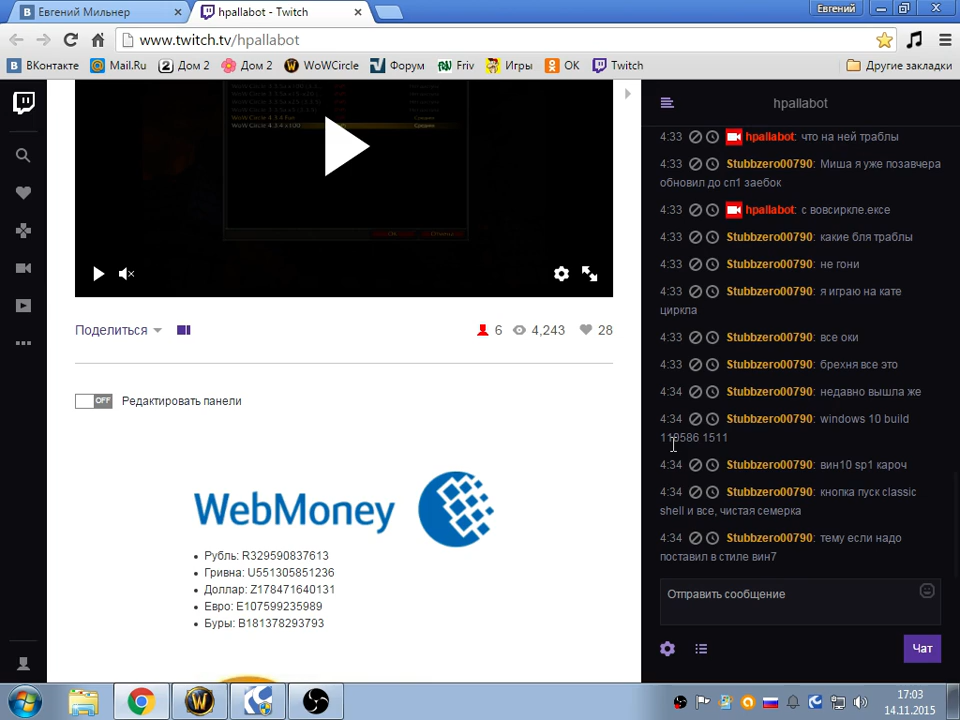 Евгений Мильнер
hpallabot - Twitch
Евгений
www.twitch.tv/hpallabot
ВКонтакте
Mail.Ru
Дом 2
Дом 2
WoWCircle
Форум
Friv
Игры
OK
Twitch
Другие закладки
Поделиться
6
4,243
28
OFF
Редактировать панели
WebMoney
Рубль: R329590837613
Гривна: U551305851236
Доллар: Z178471640131
Евро: E107599235989
Буры: B181378293793
hpallabot
4:33 hpallabot: что на ней траблы
4:33 Stubbzero00790: Миша я уже позавчера
обновил до сп1 заебок
4:33 hpallabot: с вовсиркле.ексе
4:33 Stubbzero00790: какие бля траблы
4:33 Stubbzero00790: не гони
4:33 Stubbzero00790: я играю на кате
циркла
4:33 Stubbzero00790: все оки
4:33 Stubbzero00790: брехня все это
4:34 Stubbzero00790: недавно вышла же
4:34 Stubbzero00790: windows 10 build
119586 1511
4:34 Stubbzero00790: вин10 sp1 кароч
4:34 Stubbzero00790: кнопка пуск classic
shell и все, чистая семерка
4:34 Stubbzero00790: тему если надо
поставил в стиле вин7
Отправить сообщение
Чат
17:03
14.11.2015